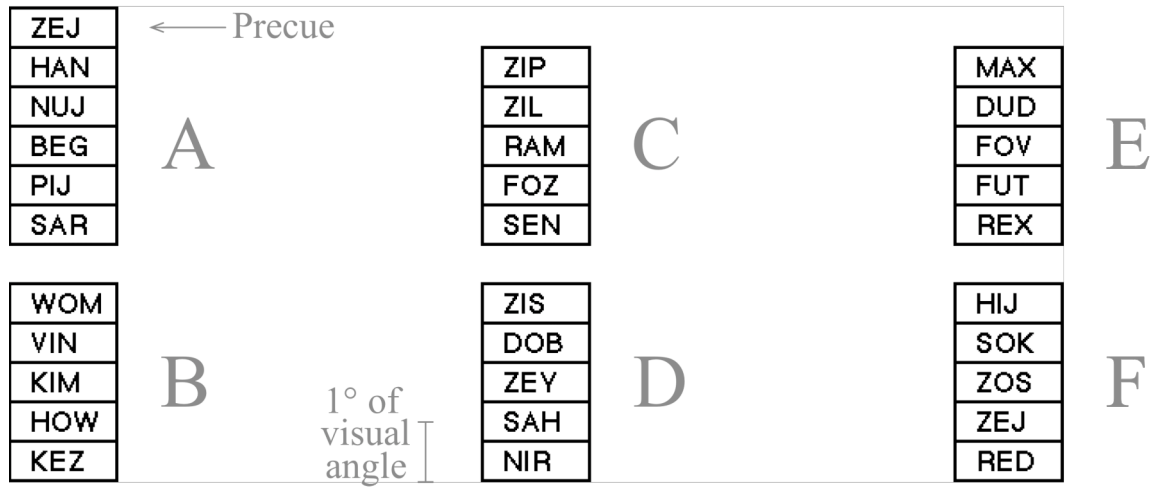 ZEJ
← Precue
HAN
NUJ
BEG
PIJ
SAR
A
WOM
VIN
KIM
HOW
KEZ
B
1° of
visual
angle
ZIP
ZIL
RAM
FOZ
SEN
C
ZIS
DOB
ZEY
SAH
NIR
D
MAX
DUD
FOV
FUT
REX
E
HIJ
SOK
ZOS
ZEJ
RED
F